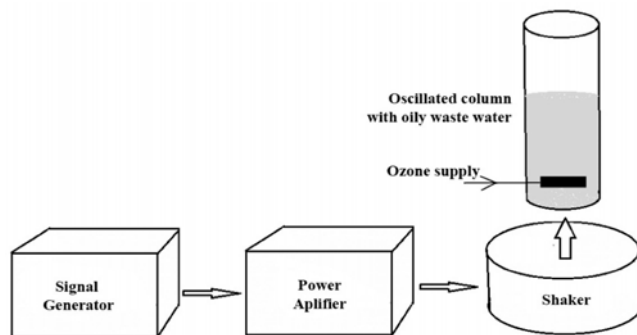 Oscillated column
with oily waste water
Ozone supply
Signal
Generator
Power
Aplifier
Shaker